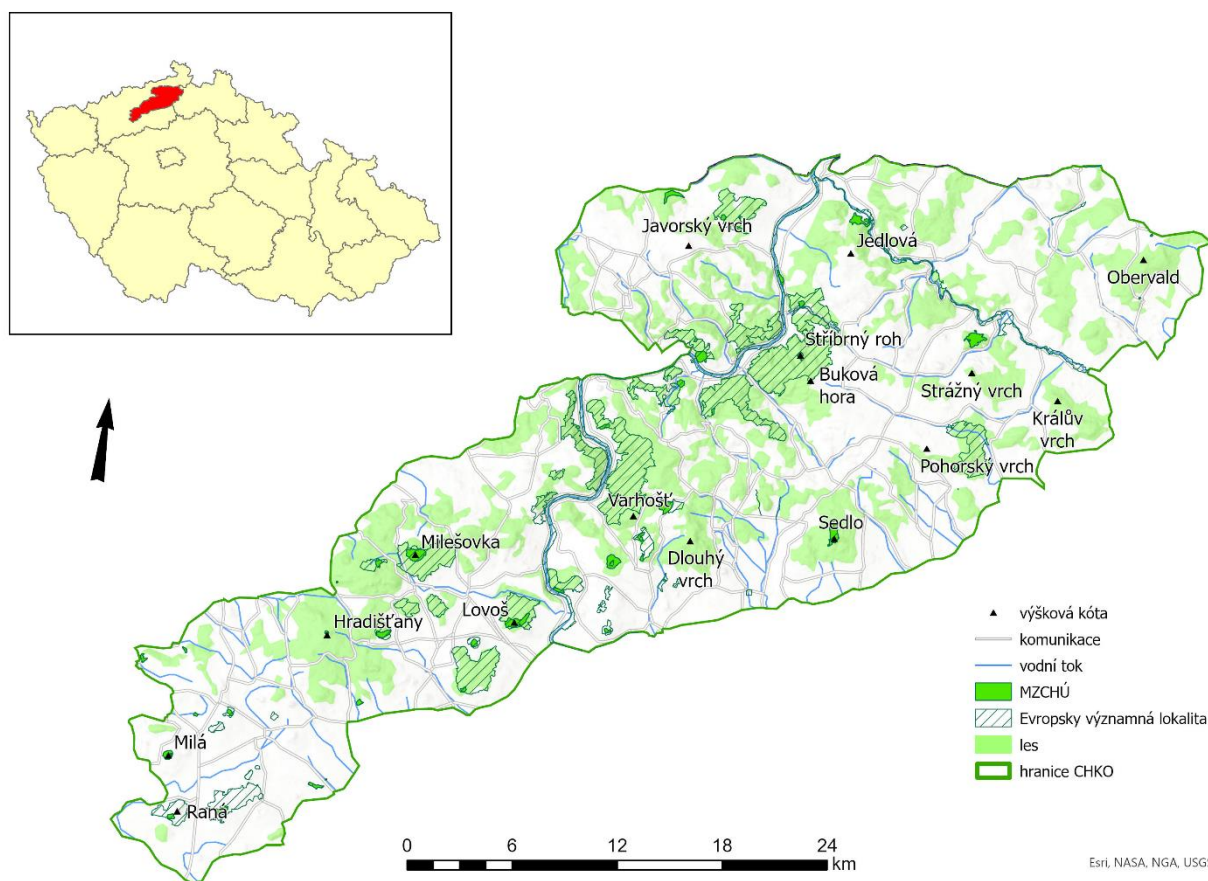 Javorský vrch
Jedlová
Obervald
Stříbrný roh
Buková
hora
Strážný vrch
Králův
vrch
Pohorský vrch
Varhošť
Sedlo
Dlouhý
vrch
Milešovka
Lovoš
Hradišťany
Milá
Raná
výšková kóta
komunikace
vodní tok
MZCHÚ
Evropsky významná lokalita
les
hranice CHKO
0 6 12 18 24
km
Esri, NASA, NGA, USGS